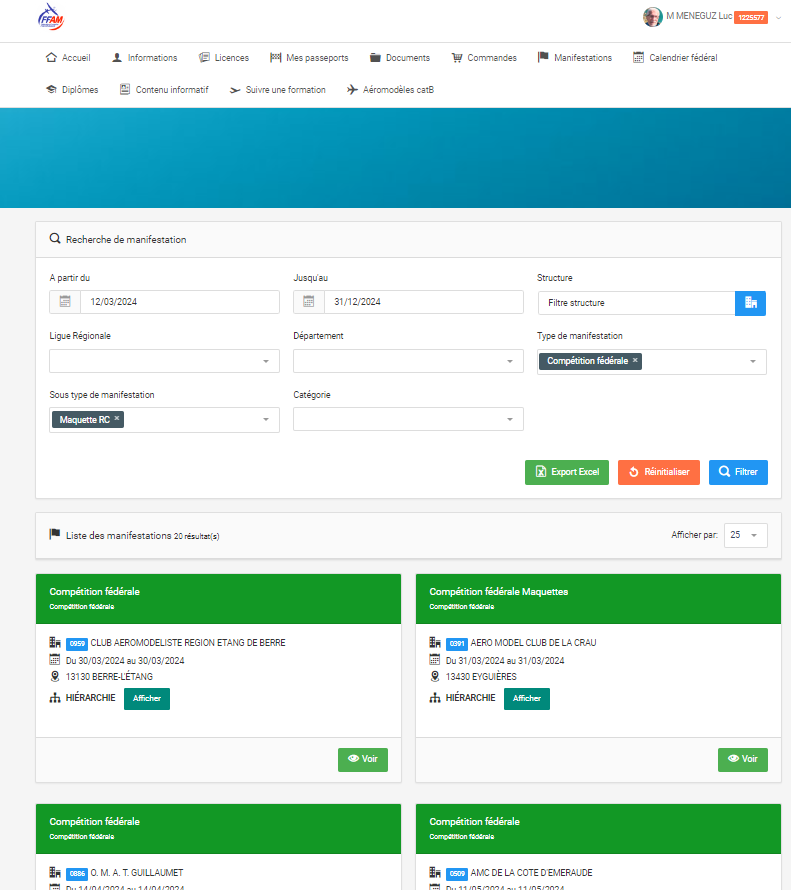 FFAM
M MENEGUZ Luc 1225577
Accueil Informations Licences Mes passeports Documents Commandes Manifestations Calendrier fédéral
Diplômes Contenu informatif Suivre une formation Aéromodèles catB
Recherche de manifestation
A partir du Jusqu'au Structure
12/03/2024 31/12/2024 Filtre structure
Ligue Régionale Département Type de manifestation
Compétition fédérale ×
Sous type de manifestation Catégorie
Maquette RC ×
Export Excel Réinitialiser Filtrer
Liste des manifestations 20 résultat(s) Afficher par: 25
Compétition fédérale
Compétition fédérale
0959 CLUB AEROMODELISTE REGION ETANG DE BERRE
Du 30/03/2024 au 30/03/2024
13130 BERRE-L'ÉTANG
HIÉRARCHIE Afficher
Voir
Compétition fédérale Maquettes
Compétition fédérale
0391 AERO MODEL CLUB DE LA CRAU
Du 31/03/2024 au 31/03/2024
13430 EYGUIÈRES
HIÉRARCHIE Afficher
Voir
Compétition fédérale
Compétition fédérale
0886 O. M. A. T. GUILLAUMET
Du 14/04/2024 au 14/04/2024
Compétition fédérale
Compétition fédérale
0509 AMC DE LA COTE D'EMERAUDE
Du 11/05/2024 au 11/05/2024